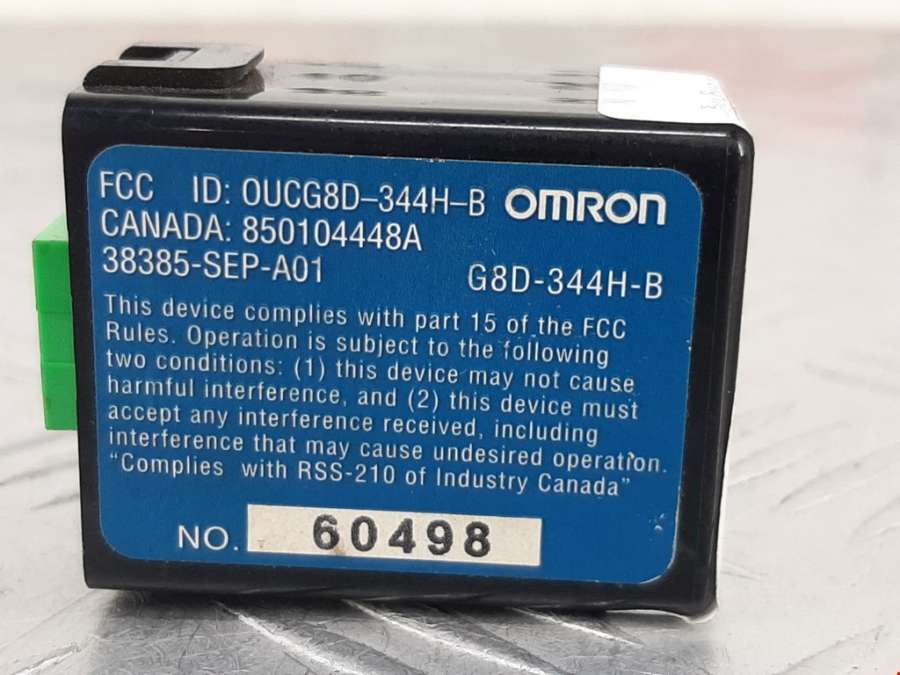 FCC ID: OUCG8D-344H-B OMRON
CANADA: 850104448A
38385-SEP-A01 G8D-344H-B
This device complies with part 15 of the FCC
Rules. Operation is subject to the following
two conditions: (1) this device may not cause
harmful interference, and (2) this device must
accept any interference received, including
interference that may cause undesired operation.
“Complies with RSS-210 of Industry Canada”
NO. 60498